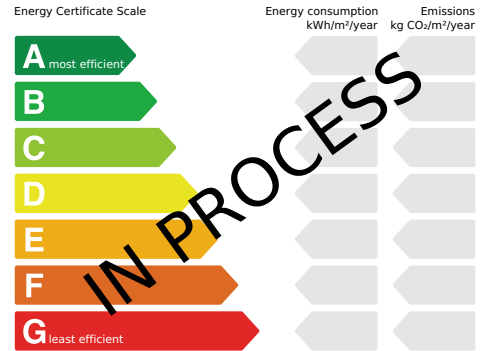 Energy Certificate Scale
Energy consumption
kWh/m²/year
Emissions
kg CO₂/m²/year
A most efficient
B
C
D
E
F
G least efficient
IN PROCESS